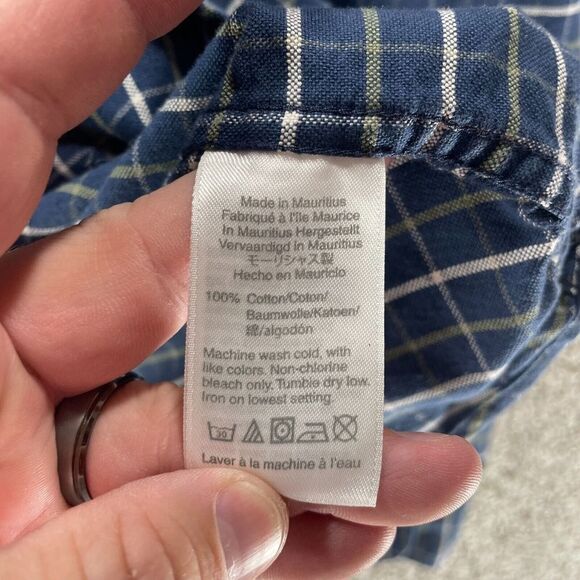 Made in Mauritius
Fabriqué à l'Ile Maurice
In Mauritius Hergestellt
Vervaardigd in Mauritius
モーリシャス製
Hecho en Mauricio
100% Cotton/Coton/
Baumwolle/Katoen/
綿/algodón
Machine wash cold, with
like colors. Non-chlorine
bleach only. Tumble dry low.
Iron on lowest setting.
30
Laver à la machine à l'eau